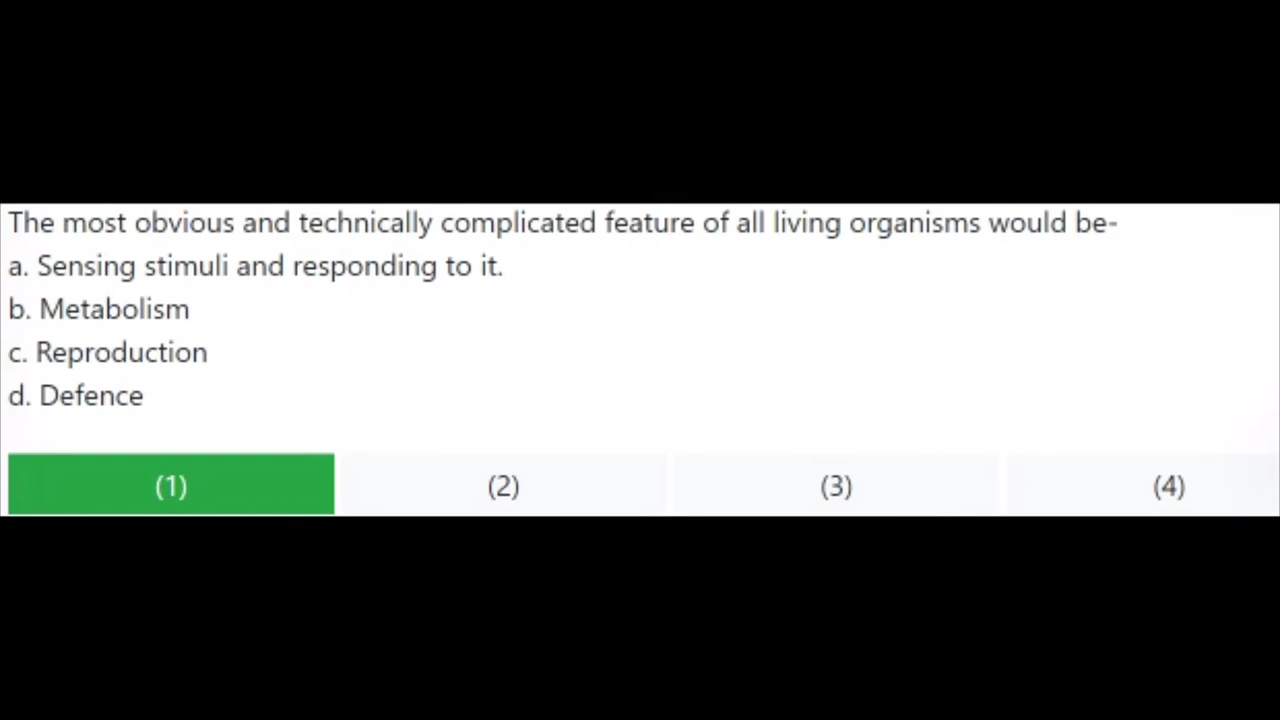 The most obvious and technically complicated feature of all living organisms would be-
a. Sensing stimuli and responding to it.
b. Metabolism
c. Reproduction
d. Defence
(1) (2) (3) (4)